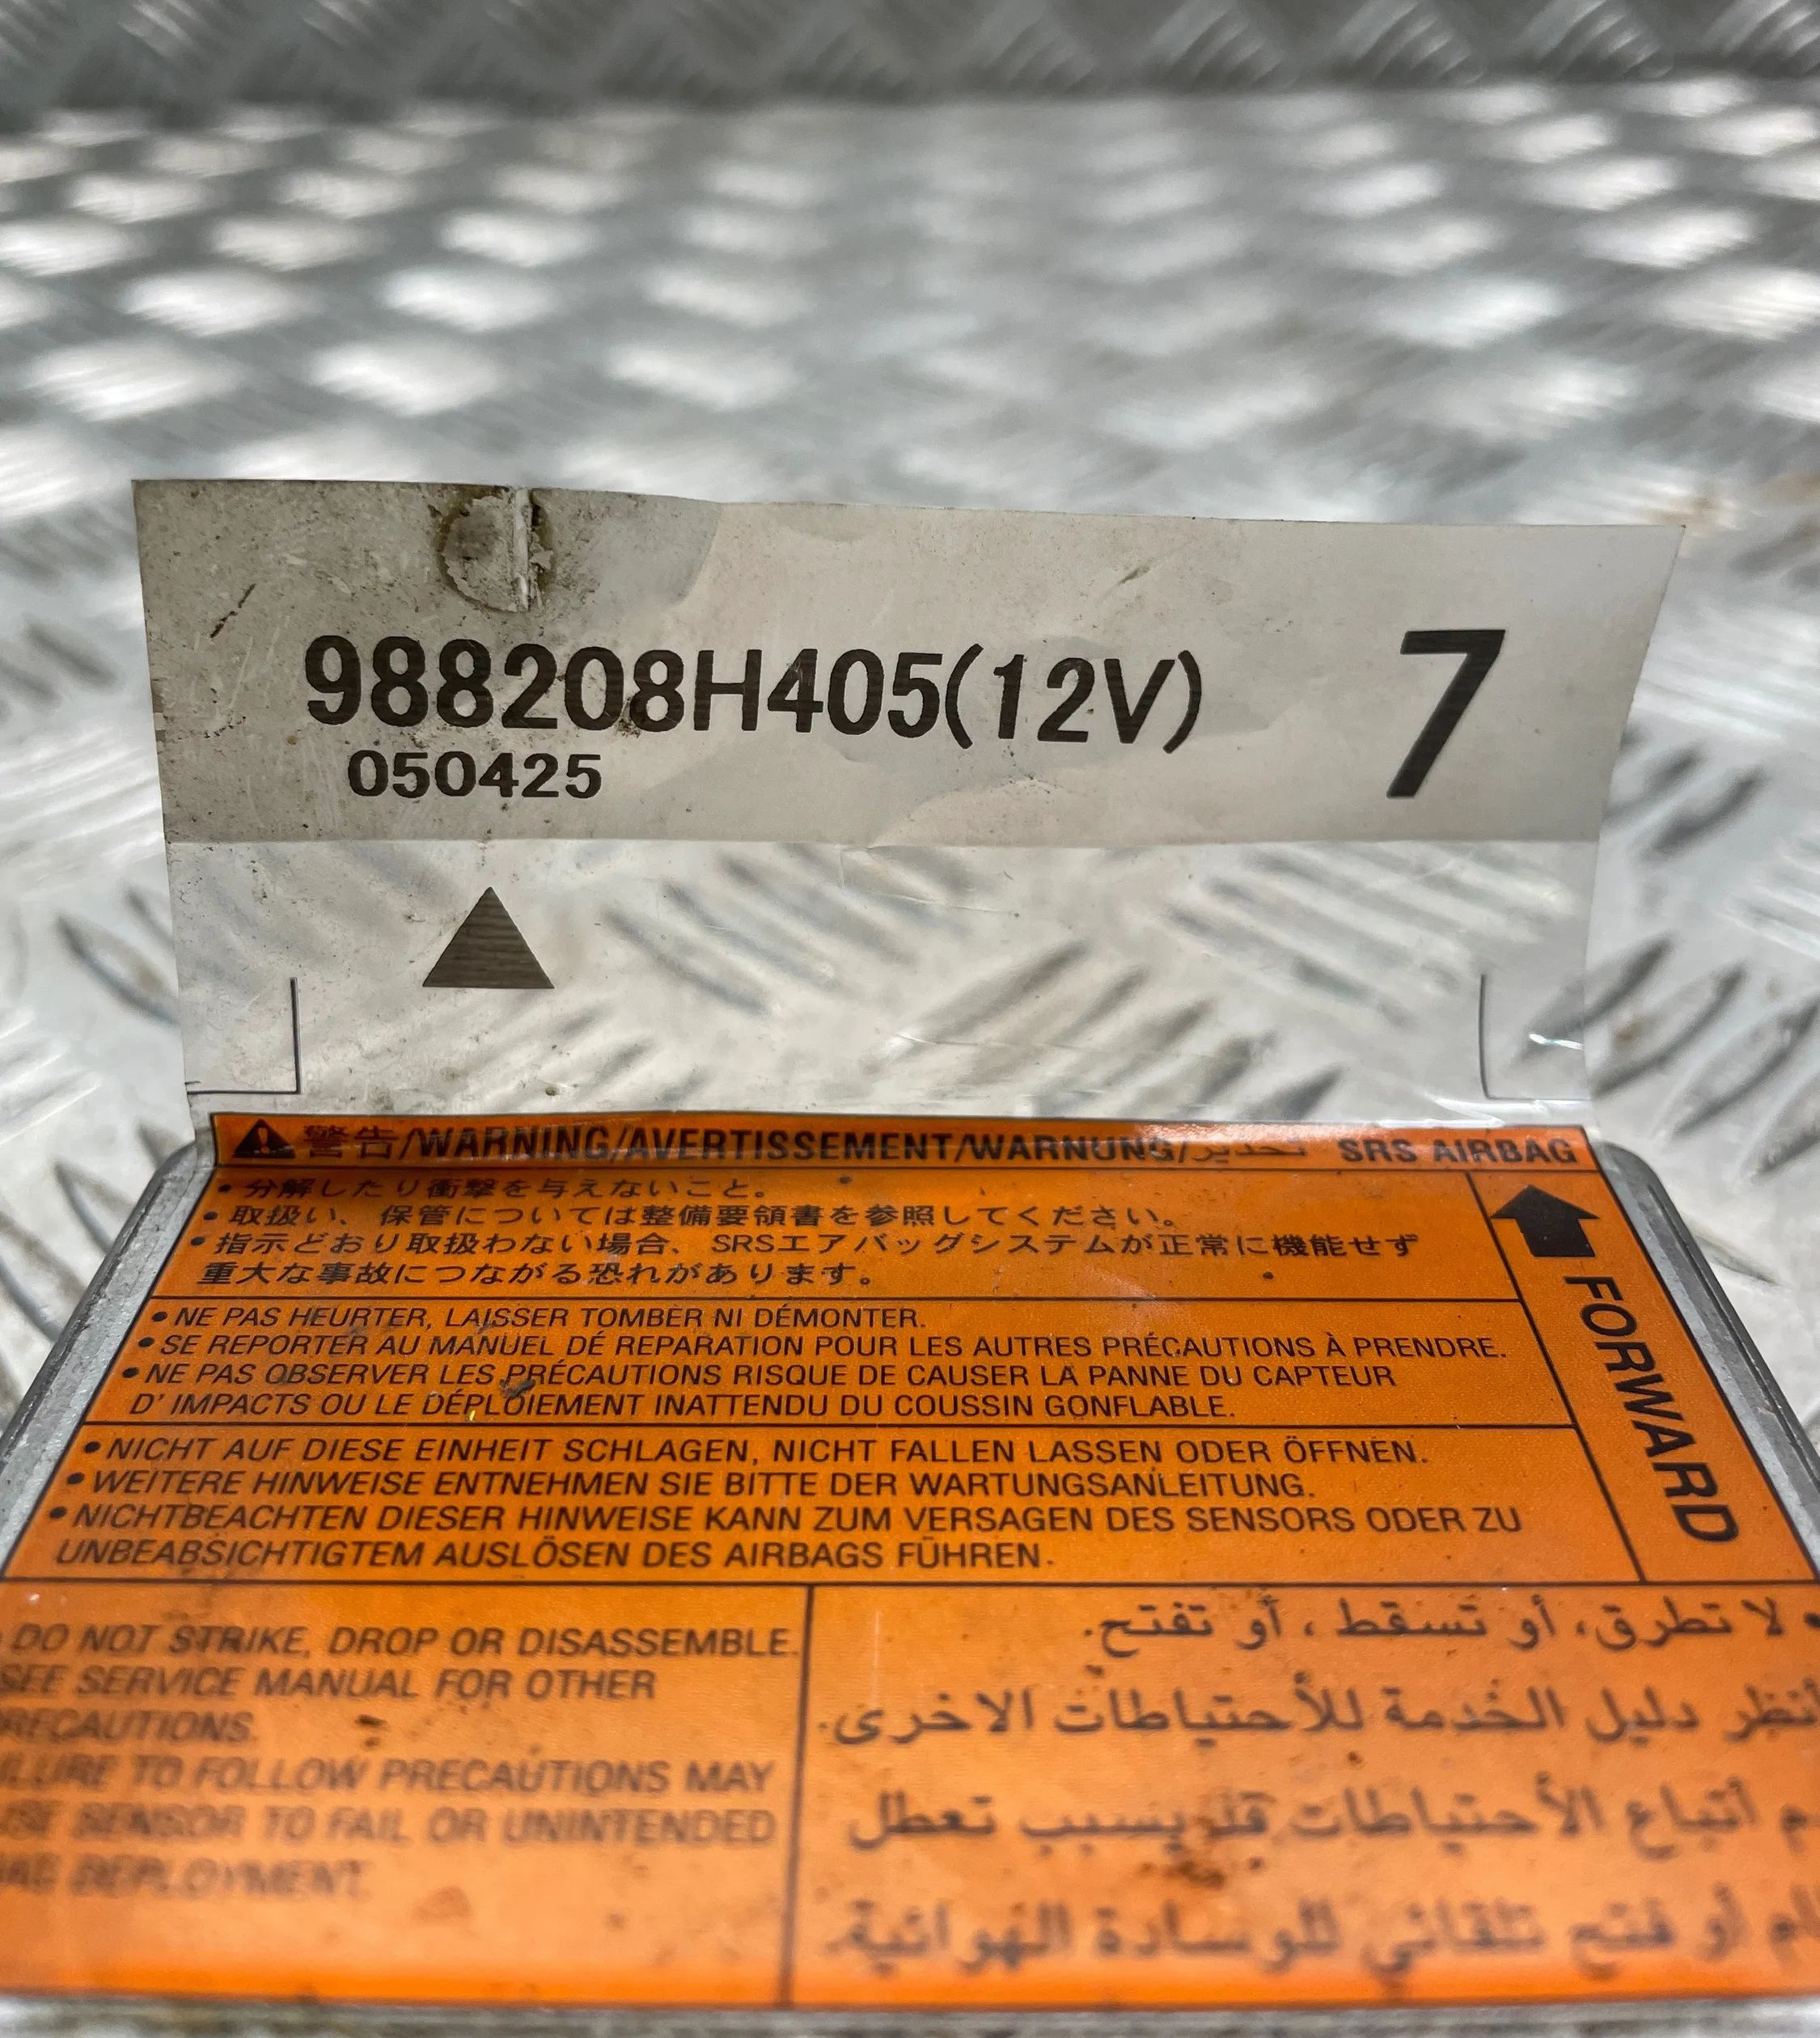 988208H405(12V) 7
050425
警告/WARNING/AVERTISSEMENT/WARNUNG/تحذير SRS AIRBAG
• 分解したり衝撃を与えないこと。
• 取扱い、保管については整備要領書を参照してください。
• 指示どおり取扱わない場合、SRSエアバッグシステムが正常に機能せず
重大な事故につながる恐れがあります。
FORWARD
• NE PAS HEURTER, LAISSER TOMBER NI DÉMONTER.
• SE REPORTER AU MANUEL DÉ REPARATION POUR LES AUTRES PRÉCAUTIONS À PRENDRE.
• NE PAS OBSERVER LES PRÉCAUTIONS RISQUE DE CAUSER LA PANNE DU CAPTEUR
D' IMPACTS OU LE DÉPLOIEMENT INATTENDU DU COUSSIN GONFLABLE.
• NICHT AUF DIESE EINHEIT SCHLAGEN, NICHT FALLEN LASSEN ODER ÖFFNEN.
• WEITERE HINWEISE ENTNEHMEN SIE BITTE DER WARTUNGSANLEITUNG.
• NICHTBEACHTEN DIESER HINWEISE KANN ZUM VERSAGEN DES SENSORS ODER ZU
UNBEABSICHTIGTEM AUSLÖSEN DES AIRBAGS FÜHREN.
DO NOT STRIKE, DROP OR DISASSEMBLE.
SEE SERVICE MANUAL FOR OTHER
RECAUTIONS.
ILURE TO FOLLOW PRECAUTIONS MAY
SE SENSOR TO FAIL OR UNINTENDED
AG DEPLOYMENT
• لا تطرق، أو تسقط، أو تفتح.
أنظر دليل الخدمة للأحتياطات الاخرى.
أتباع الأحتياطات قد يسبب تعطل
أو فتح تلقائي للوسادة الهوائية.